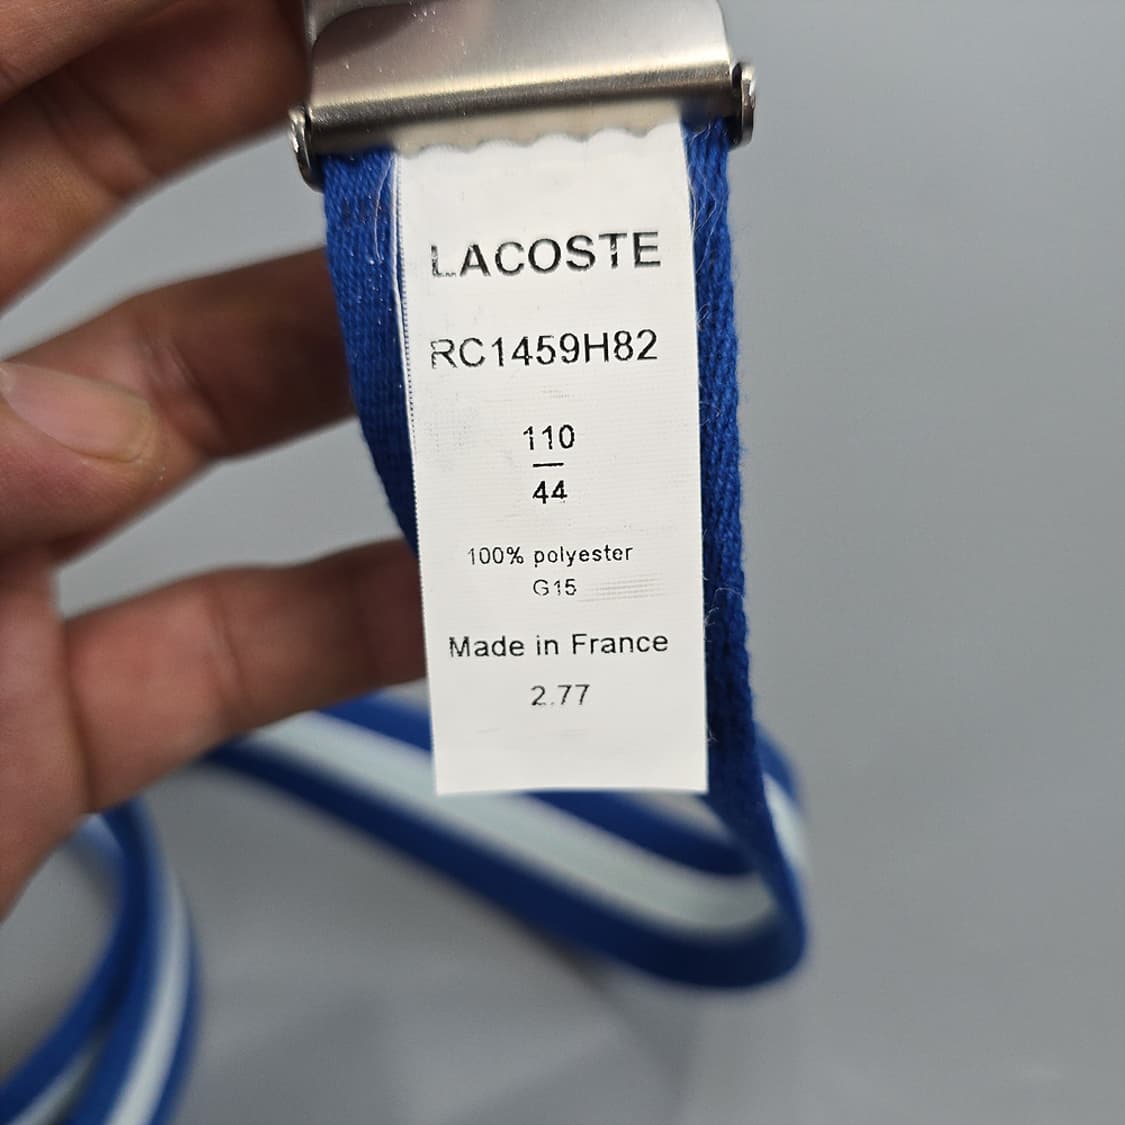 LACOSTE
RC1459H82
110
44
100% polyester
G15
Made in France
2.77